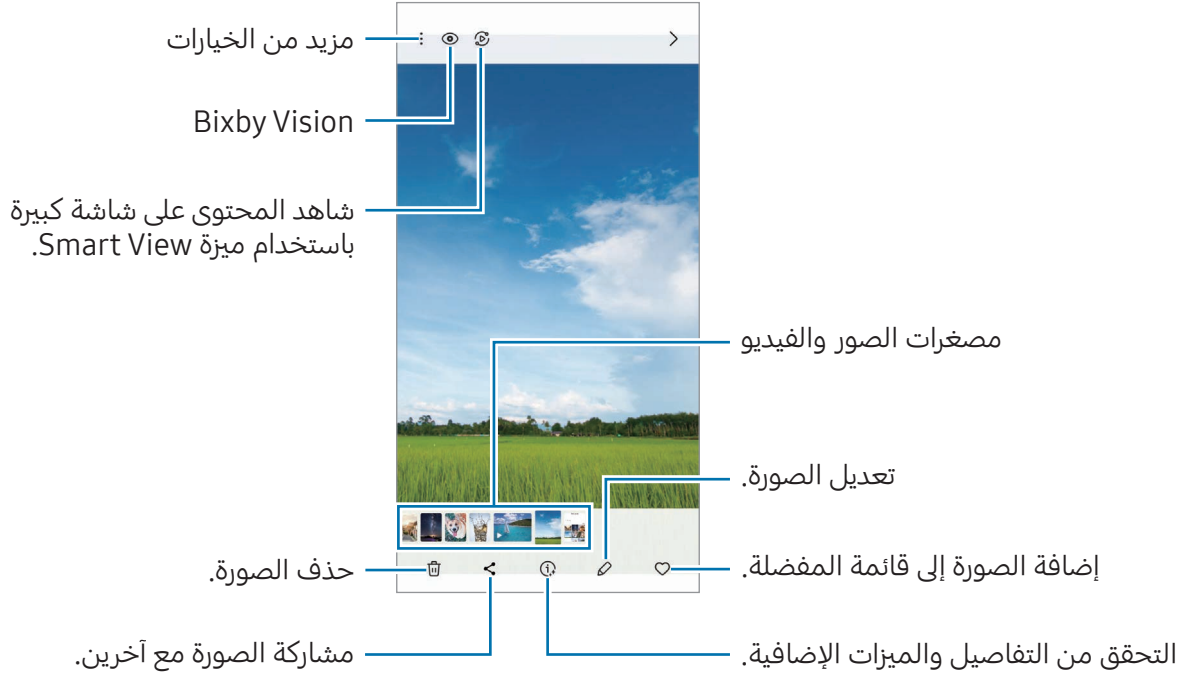 مزيد من الخيارات
Bixby Vision
شاهد المحتوى على شاشة كبيرة
باستخدام ميزة Smart View.
مصغرات الصور والفيديو
تعديل الصورة.
إضافة الصورة إلى قائمة المفضلة.
حذف الصورة.
التحقق من التفاصيل والميزات الإضافية.
مشاركة الصورة مع آخرين.